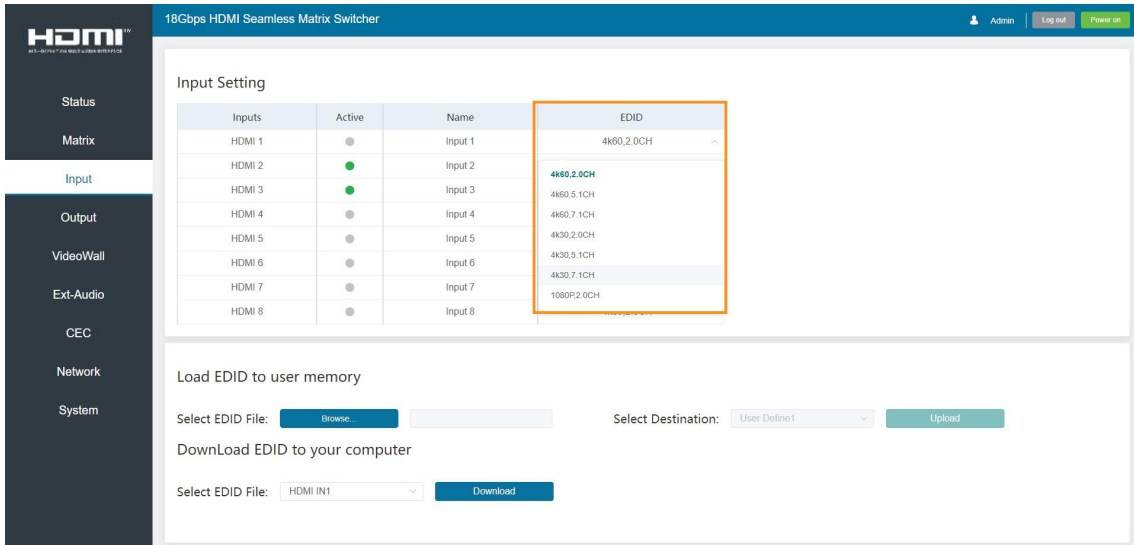 18Gbps HDMI Seamless Matrix Switcher
Admin
Log out
Power on
HDMI
Status
Matrix
Input
Output
VideoWall
Ext-Audio
CEC
Network
System
Input Setting
Inputs Active Name EDID
HDMI 1 Input 1 4k60,2.0CH
HDMI 2 Input 2
HDMI 3 Input 3
HDMI 4 Input 4
HDMI 5 Input 5
HDMI 6 Input 6
HDMI 7 Input 7
HDMI 8 Input 8
4k60,2.0CH
4k60,5.1CH
4k60,7.1CH
4k30,2.0CH
4k30,5.1CH
4k30,7.1CH
1080P,2.0CH
Load EDID to user memory
Select EDID File: Browse... Select Destination: User Define1 Upload
DownLoad EDID to your computer
Select EDID File: HDMI IN1 Download